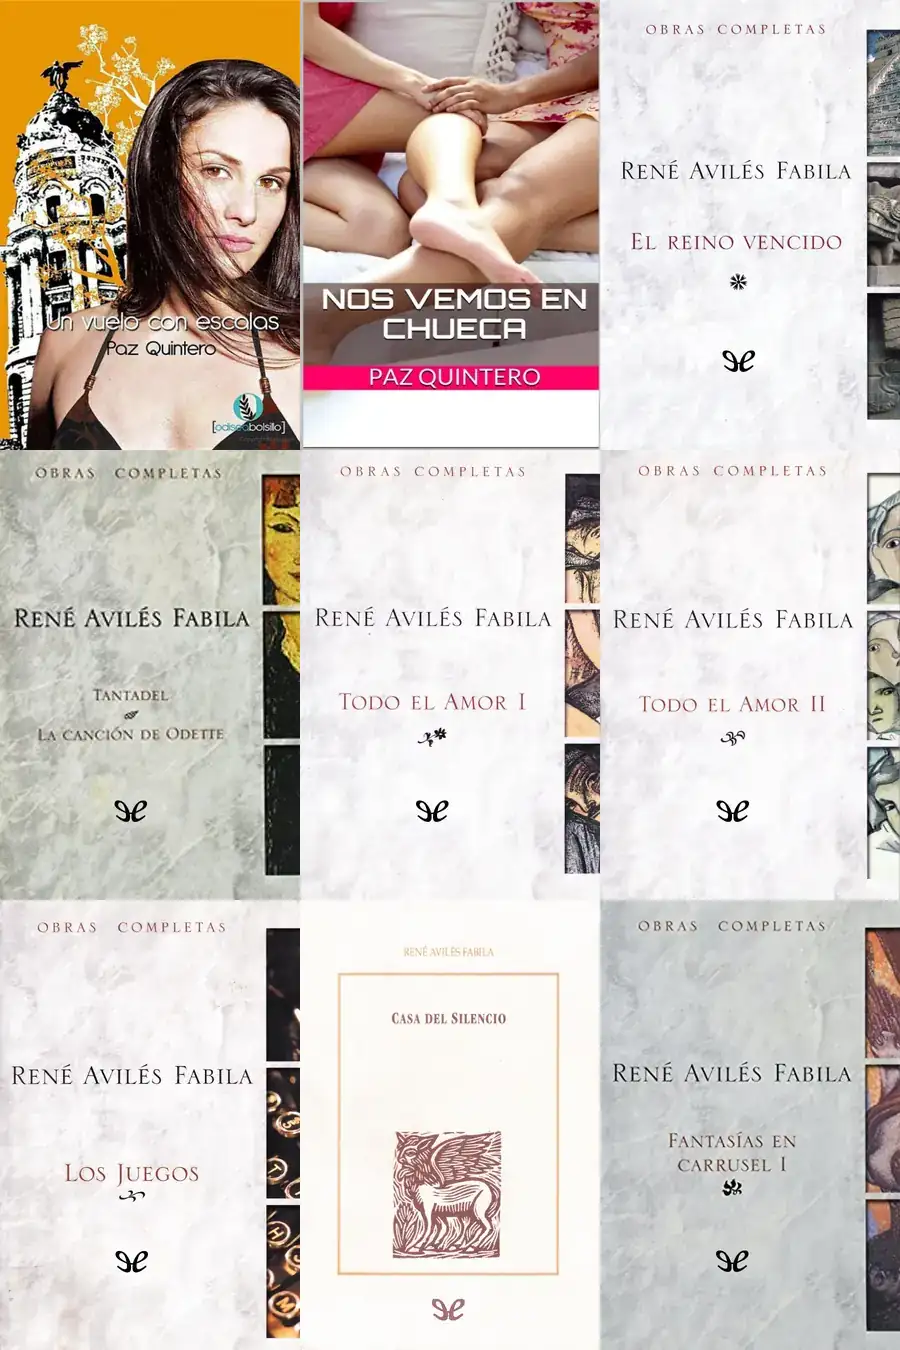 Un vuelo con escalas
Paz Quintero
[odiseabolsillo]
NOS VEMOS EN
CHUECA
PAZ QUINTERO
OBRAS COMPLETAS
RENÉ AVILÉS FABILA
EL REINO VENCIDO
OBRAS COMPLETAS
RENÉ AVILÉS FABILA
TANTADEL
LA CANCIÓN DE ODETTE
OBRAS COMPLETAS
RENÉ AVILÉS FABILA
TODO EL AMOR I
OBRAS COMPLETAS
RENÉ AVILÉS FABILA
TODO EL AMOR II
OBRAS COMPLETAS
RENÉ AVILÉS FABILA
LOS JUEGOS
RENÉ AVILÉS FABILA
CASA DEL SILENCIO
OBRAS COMPLETAS
RENÉ AVILÉS FABILA
FANTASÍAS EN
CARRUSEL I